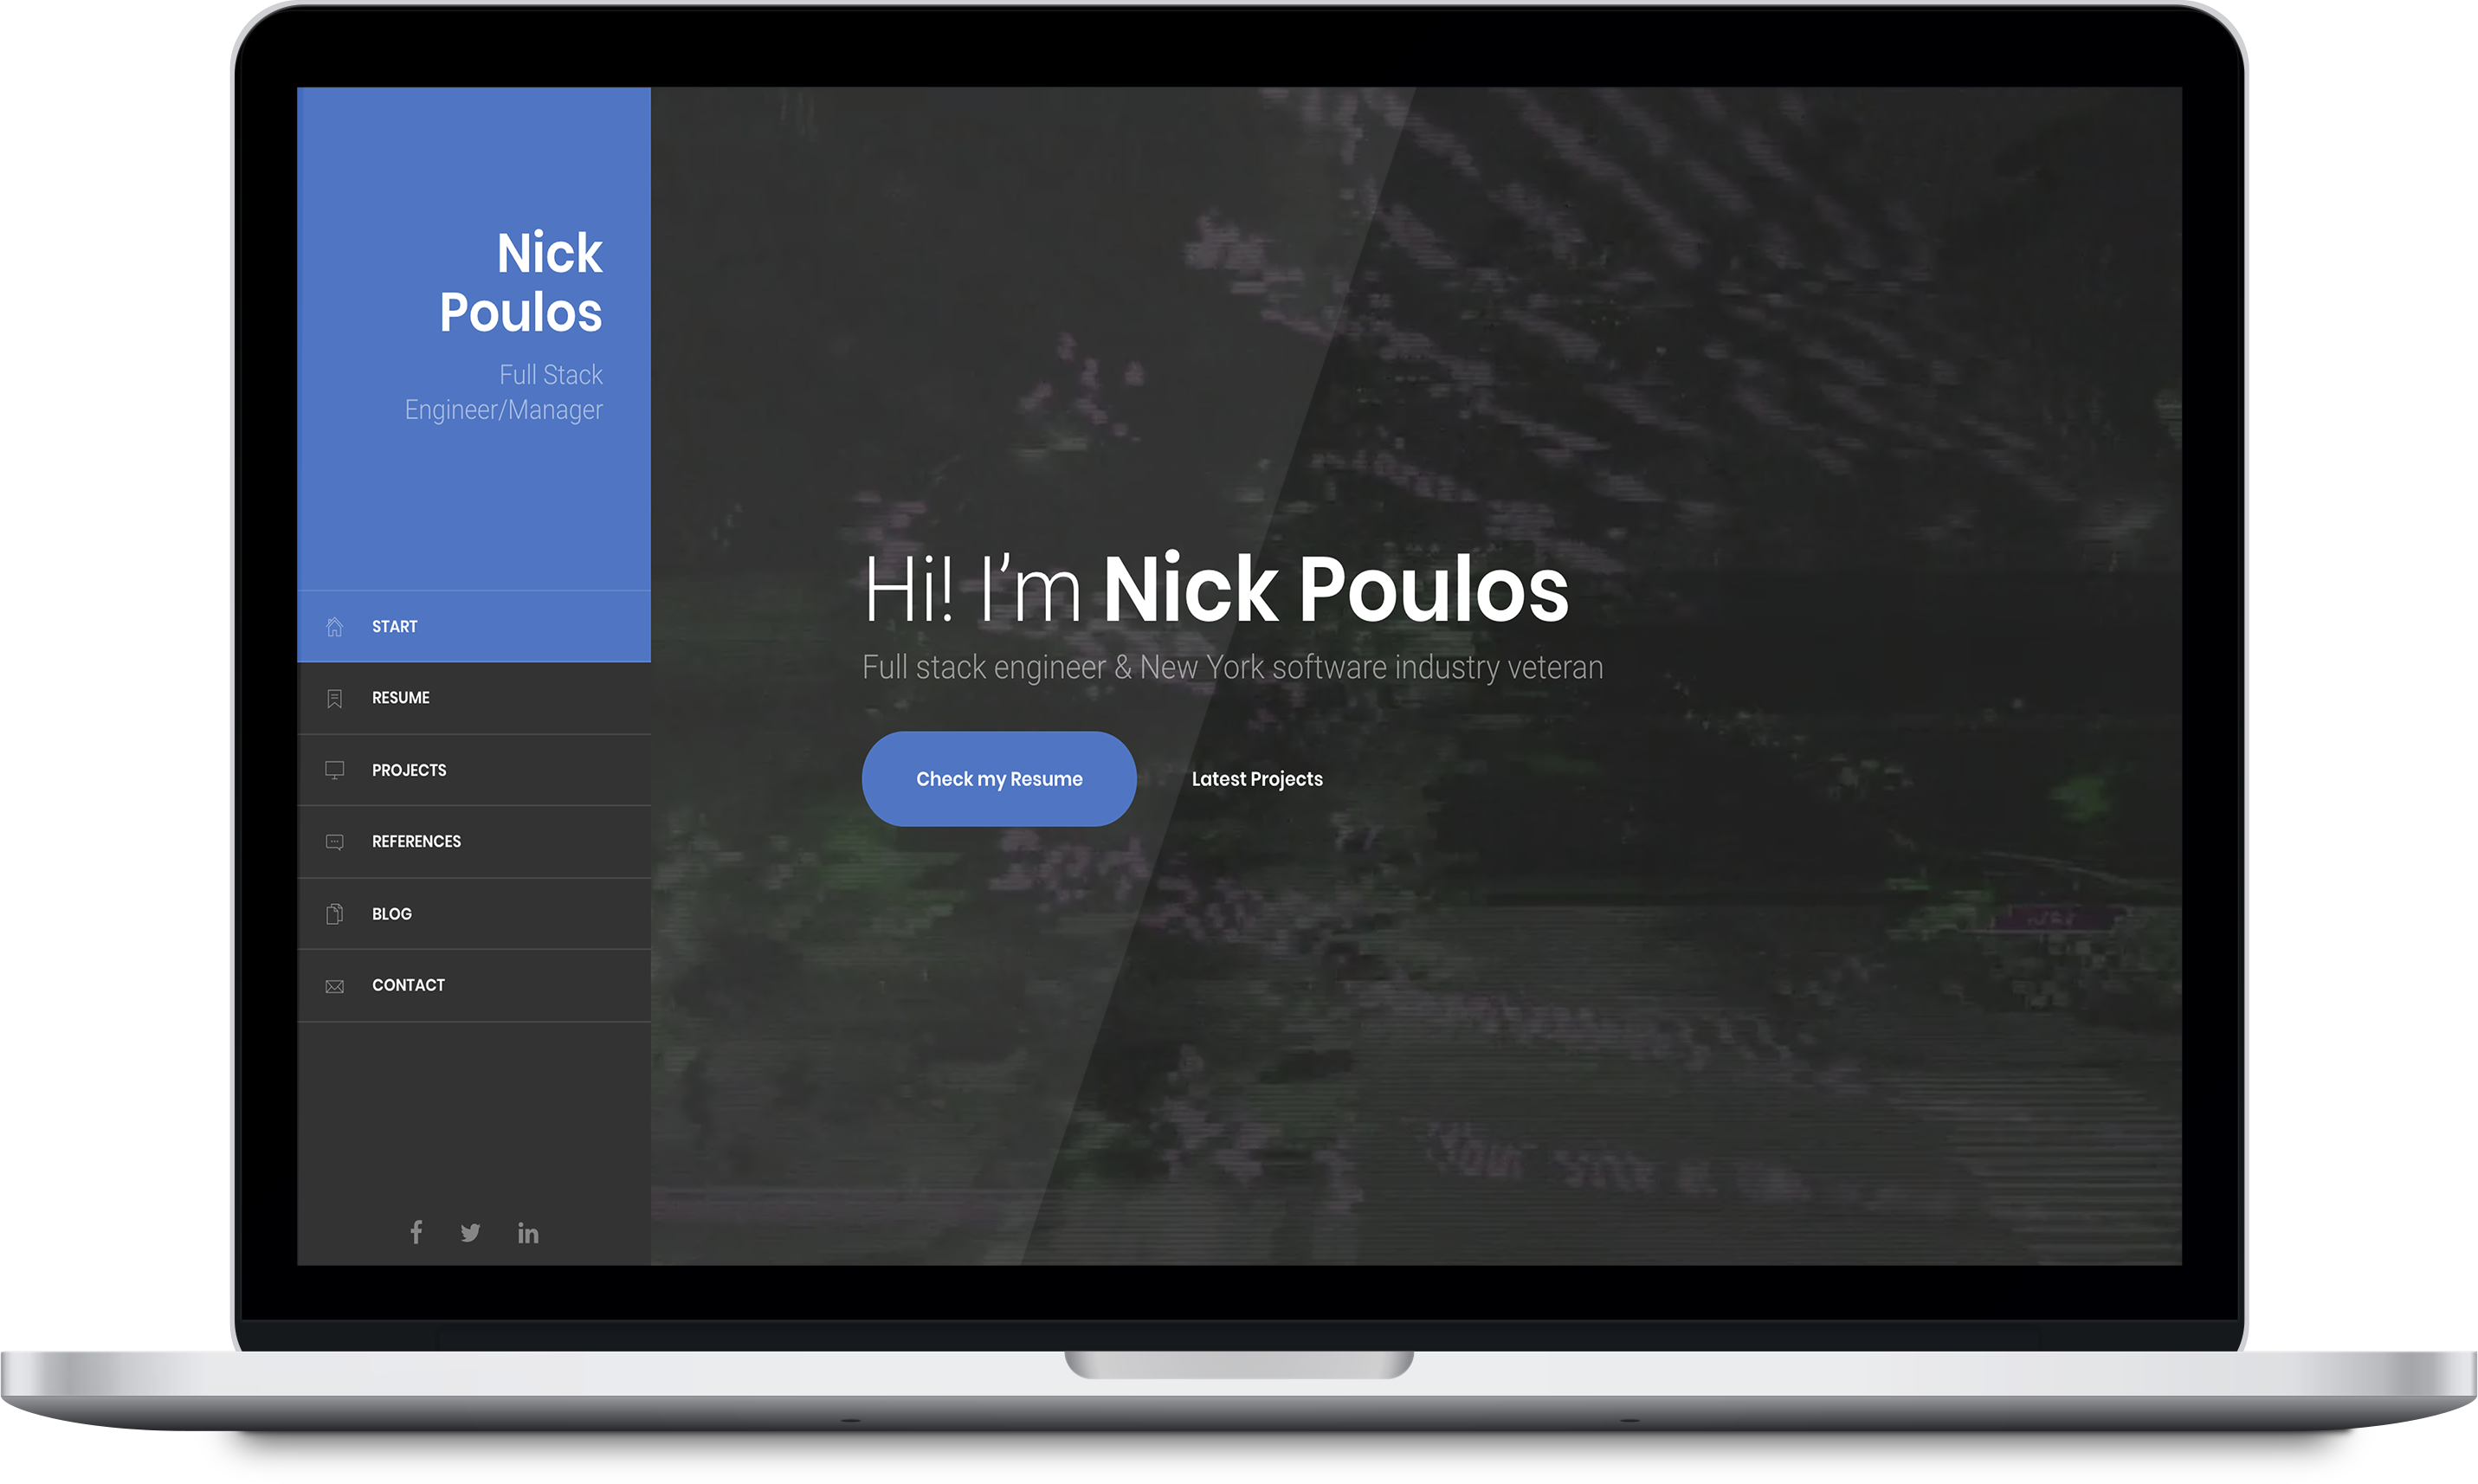 Nick
Poulos
Full Stack
Engineer/Manager
START
RESUME
PROJECTS
REFERENCES
BLOG
CONTACT
Hi! I’m Nick Poulos
Full stack engineer & New York software industry veteran
Check my Resume
Latest Projects